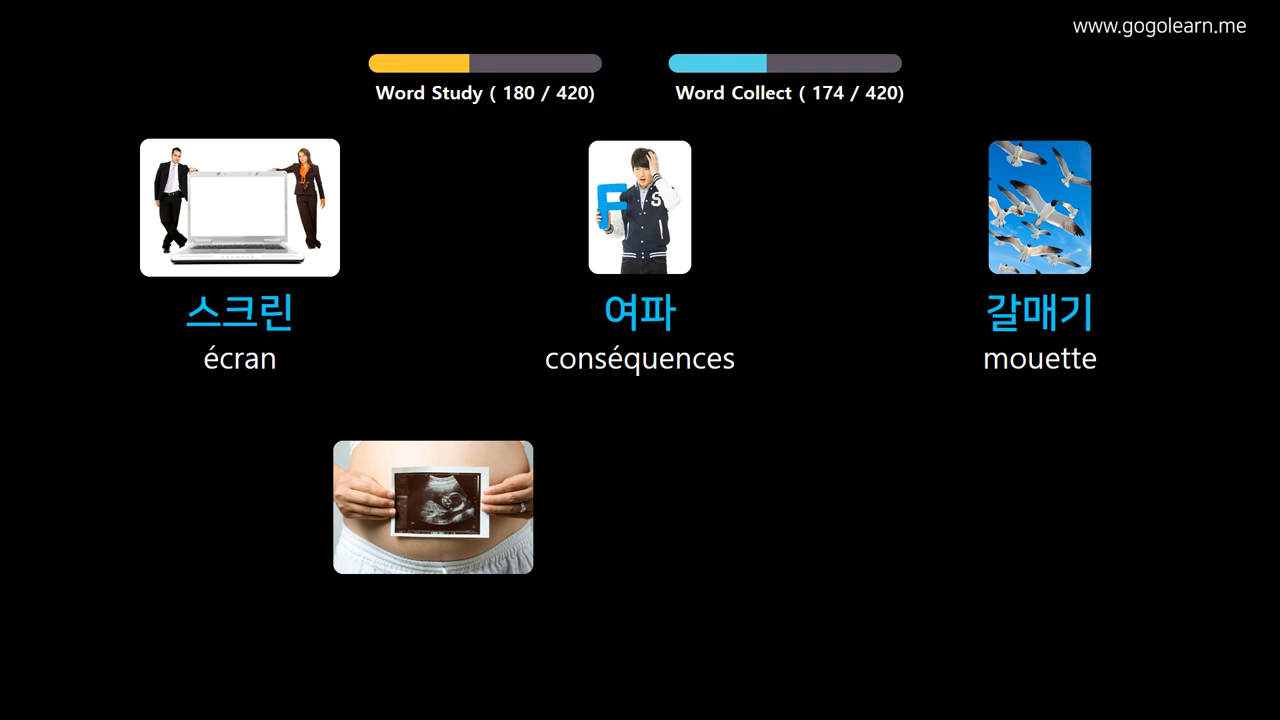 www.gogolearn.me
Word Study ( 180 / 420)
Word Collect ( 174 / 420)
F
S
스크린
여파
갈매기
écran
conséquences
mouette